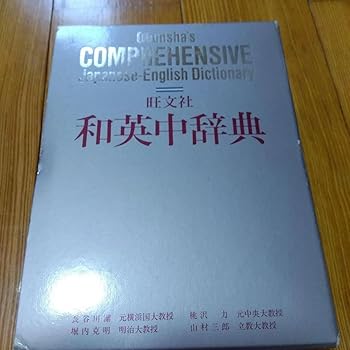 Obunsha's
COMPREHENSIVE
Japanese-English Dictionary
旺文社
和英中辞典
長谷川潔 元横浜国大教授 桃沢力 元中央大教授
堀内克明 明治大教授 山村三郎 立教大教授